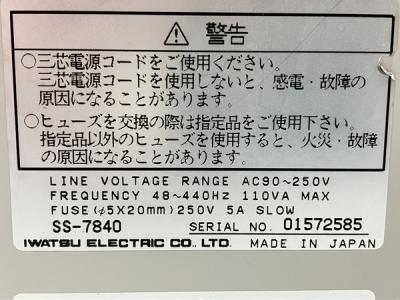 ⚠ 警告
○三芯電源コードをご使用ください。
三芯電源コードを使用しないと、感電・故障の
原因になることがあります。
○ヒューズを交換の際は指定品をご使用下さい。
指定品以外のヒューズを使用すると、火災・故障
の原因になることがあります。
LINE VOLTAGE RANGE AC90~250V
FREQUENCY 48~440Hz 110VA MAX
FUSE (φ5X20mm) 250V 5A SLOW
SS-7840 SERIAL NO. 01572585
IWATSU ELECTRIC CO., LTD. MADE IN JAPAN